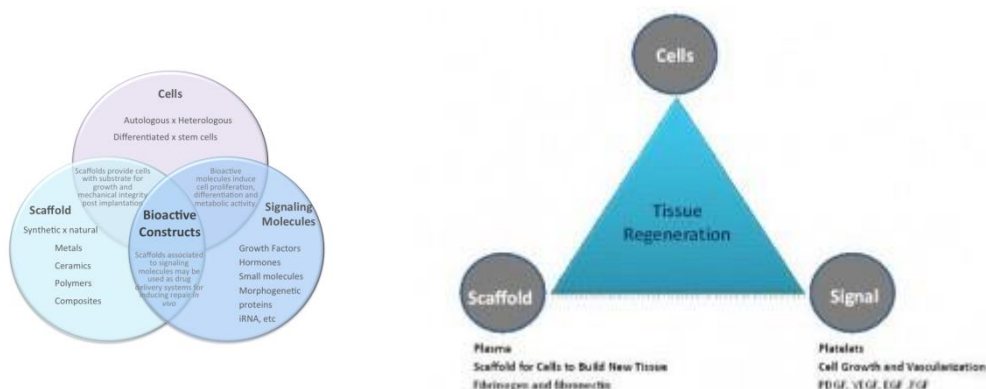 Cells
Autologous x Heterologous
Differentiated x stem cells
Scaffolds provide cells
with substrate for
growth and
mechanical integrity
post implantation
Bioactive
molecules induce
cell proliferation,
differentiation and
metabolic activity
Scaffold
Synthetic x natural
Metals
Ceramics
Polymers
Composites
Bioactive
Constructs
Scaffolds associated
to signaling
molecules may be
used as drug
delivery systems for
inducing repair in
vivo
Signaling
Molecules
Growth Factors
Hormones
Small molecules
Morphogenetic
proteins
iRNA, etc
Cells
Tissue
Regeneration
Scaffold
Signal
Plasma
Scaffold for Cells to Build New Tissue
Fibrinogen and fibronectin
Platelats
Cell Growth and Vascularization
PDGF, VEGF, EGF, FGF